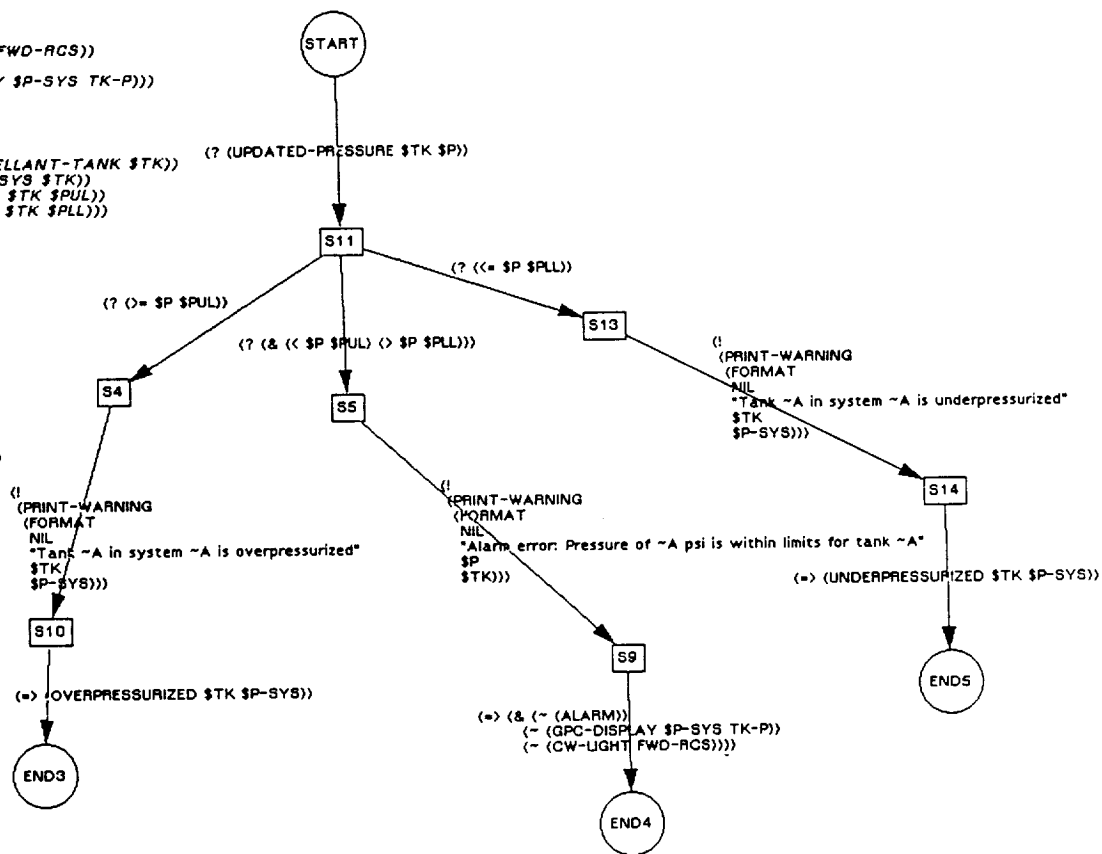 START
FWD-RCS))
$P-SYS TK-P)))
(? (UPDATED-PRESSURE $TK $P))
ELLANT-TANK $TK))
SYS $TK))
$TK $PUL))
$TK $PLL)))
S11
(? (<= $P $PLL))
(? (>= $P $PUL))
S13
(? (& (< $P $PUL) (> $P $PLL)))
(!
(PRINT-WARNING
(FORMAT
NIL
"Tank ~A in system ~A is underpressurized"
$TK
$P-SYS)))
S4
S5
S14
(!
(PRINT-WARNING
(FORMAT
NIL
"Tank ~A in system ~A is overpressurized"
$TK
$P-SYS)))
(!
(PRINT-WARNING
(FORMAT
NIL
"Alarm error: Pressure of ~A psi is within limits for tank ~A"
$P
$TK)))
(=> (UNDERPRESSURIZED $TK $P-SYS))
S10
S9
END5
(=> (OVERPRESSURIZED $TK $P-SYS))
(=> (& (~ (ALARM))
(~ (GPC-DISPLAY $P-SYS TK-P))
(~ (CW-LIGHT FWD-RCS))))
END3
END4